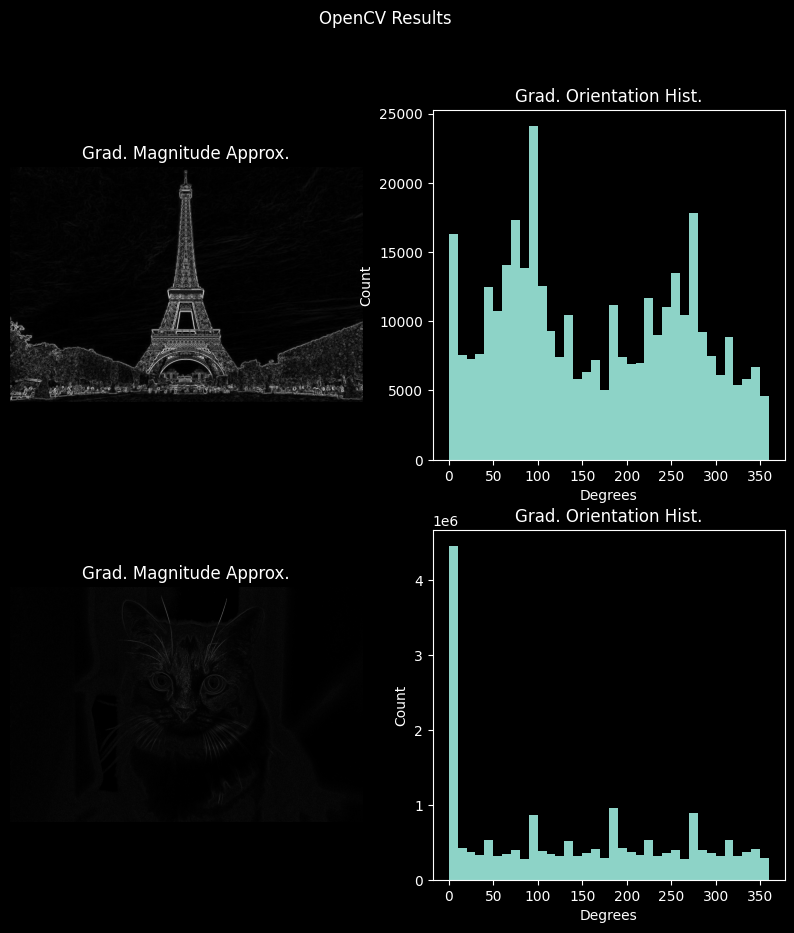 OpenCV Results
Grad. Magnitude Approx.
Grad. Orientation Hist.
25000
20000
15000
10000
5000
0
Count
0 50 100 150 200 250 300 350
Degrees
Grad. Magnitude Approx.
Grad. Orientation Hist.
1e6
4
3
2
1
0
Count
0 50 100 150 200 250 300 350
Degrees